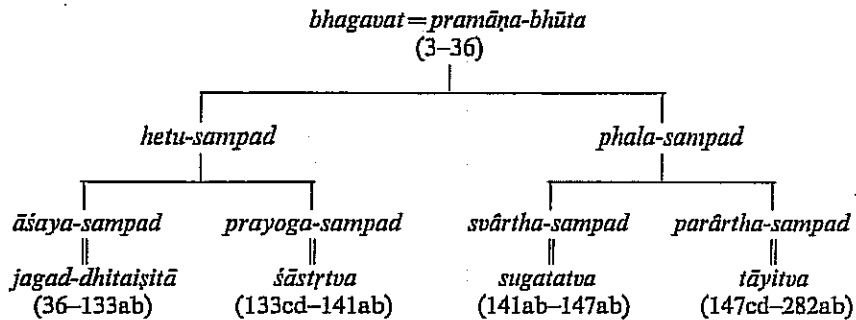 bhagavat=pramāṇa-bhūta
(3–36)
hetu-sampad phala-sampad
āśaya-sampad prayoga-sampad svârtha-sampad parârtha-sampad
jagad-dhitaiṣitā śāstṛtva sugatatva tāyitva
(36–133ab) (133cd–141ab) (141ab–147ab) (147cd–282ab)